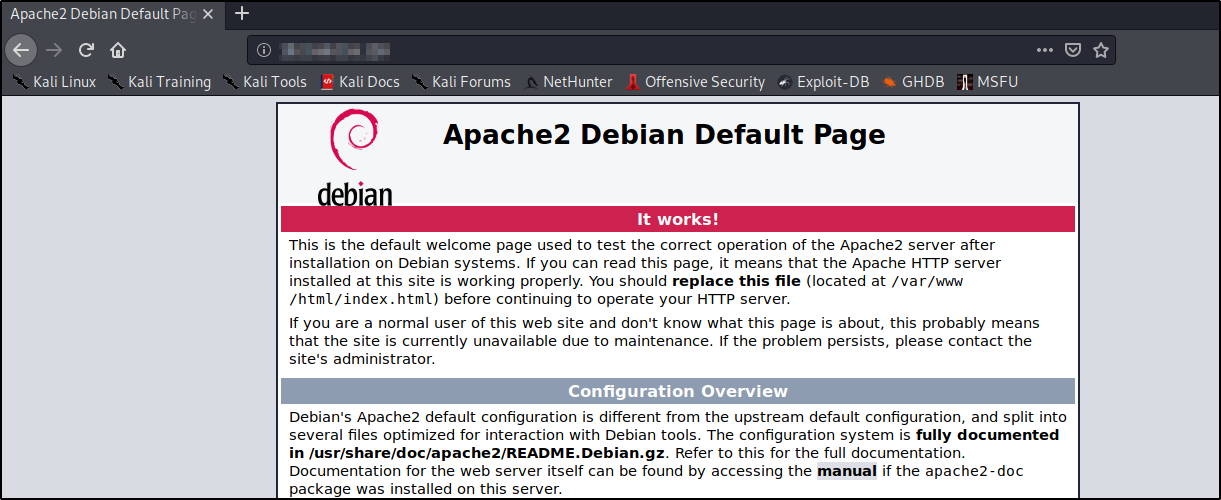 Apache2 Debian Default Pag
Kali Linux Kali Training Kali Tools Kali Docs Kali Forums NetHunter Offensive Security Exploit-DB GHDB MSFU
debian
Apache2 Debian Default Page
It works!
This is the default welcome page used to test the correct operation of the Apache2 server after
installation on Debian systems. If you can read this page, it means that the Apache HTTP server
installed at this site is working properly. You should replace this file (located at /var/www
/html/index.html) before continuing to operate your HTTP server.
If you are a normal user of this web site and don't know what this page is about, this probably means
that the site is currently unavailable due to maintenance. If the problem persists, please contact the
site's administrator.
Configuration Overview
Debian's Apache2 default configuration is different from the upstream default configuration, and split into
several files optimized for interaction with Debian tools. The configuration system is fully documented
in /usr/share/doc/apache2/README.Debian.gz. Refer to this for the full documentation.
Documentation for the web server itself can be found by accessing the manual if the apache2-doc
package was installed on this server.